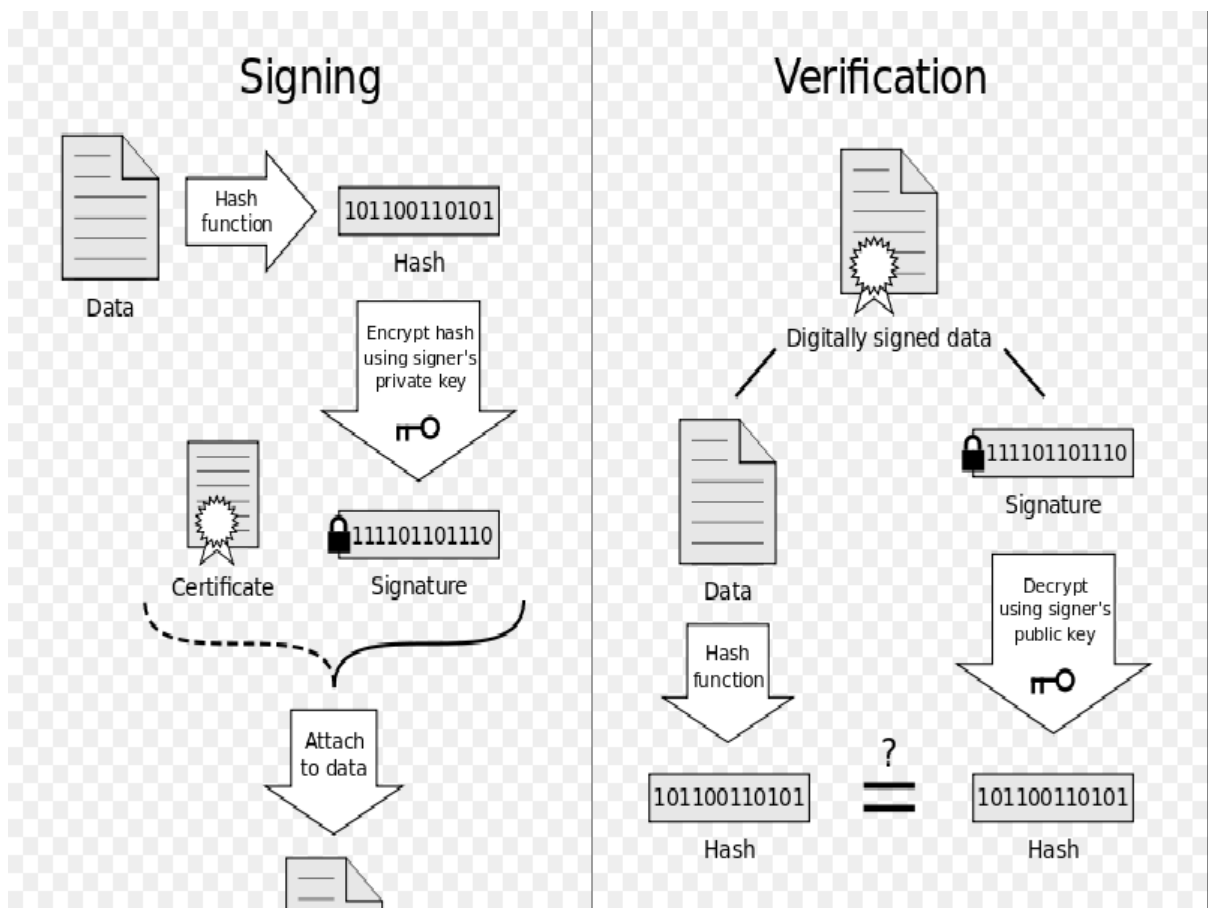 Signing
Hash
function
101100110101
Hash
Data
Encrypt hash
using signer's
private key
111101101110
Certificate
Signature
Attach
to data
Verification
Digitally signed data
111101101110
Signature
Data
Decrypt
using signer's
public key
Hash
function
?
101100110101
=
101100110101
Hash
Hash